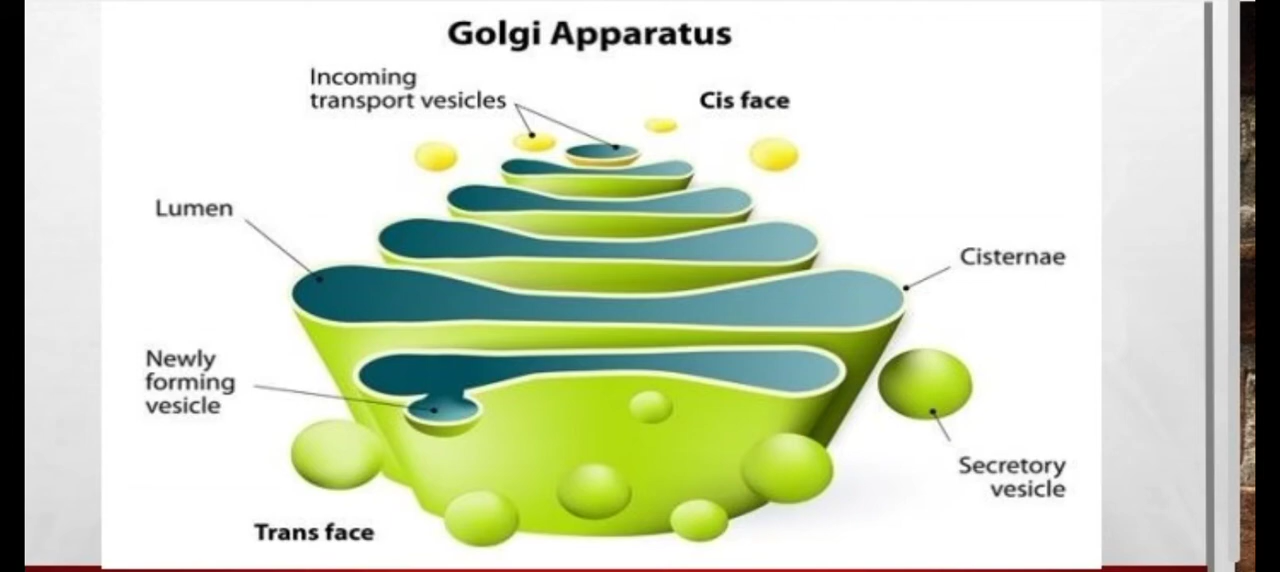 Golgi Apparatus
Incoming
transport vesicles
Cis face
Lumen
Cisternae
Newly
forming
vesicle
Secretory
vesicle
Trans face